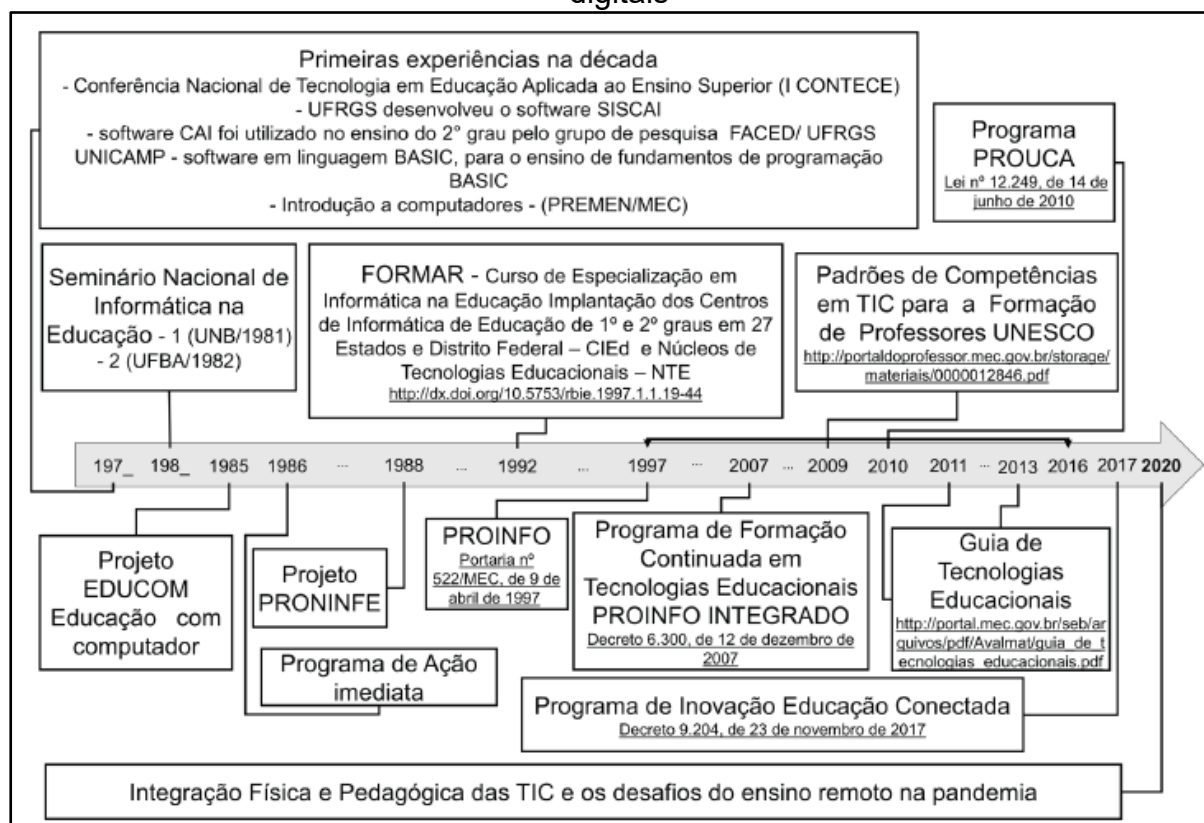 digitais
Primeiras experiências na década
- Conferência Nacional de Tecnologia em Educação Aplicada ao Ensino Superior (I CONTECE)
- UFRGS desenvolveu o software SISCAI
- software CAI foi utilizado no ensino do 2° grau pelo grupo de pesquisa FACED/ UFRGS
UNICAMP - software em linguagem BASIC, para o ensino de fundamentos de programação
BASIC
- Introdução a computadores - (PREMEN/MEC)
Programa
PROUCA
Lei nº 12.249, de 14 de
junho de 2010
Seminário Nacional de
Informática na
Educação - 1 (UNB/1981)
- 2 (UFBA/1982)
FORMAR - Curso de Especialização em
Informática na Educação Implantação dos Centros
de Informática de Educação de 1º e 2º graus em 27
Estados e Distrito Federal – CIEd e Núcleos de
Tecnologias Educacionais – NTE
http://dx.doi.org/10.5753/rbie.1997.1.1.19-44
Padrões de Competências
em TIC para a Formação
de Professores UNESCO
http://portaldoprofessor.mec.gov.br/storage/
materiais/0000012846.pdf
197_ 198_ 1985 1986 ... 1988 ... 1992 ... 1997 ... 2007 ... 2009 2010 2011 ... 2013 2016 2017 2020
Projeto
EDUCOM
Educação com
computador
Projeto
PRONINFE
Programa de Ação
imediata
PROINFO
Portaria nº
522/MEC, de 9 de
abril de 1997
Programa de Formação
Continuada em
Tecnologias Educacionais
PROINFO INTEGRADO
Decreto 6.300, de 12 de dezembro de
2007
Guia de
Tecnologias
Educacionais
http://portal.mec.gov.br/seb/ar
quivos/pdf/Avalmat/guia_de_t
ecnologias_educacionais.pdf
Programa de Inovação Educação Conectada
Decreto 9.204, de 23 de novembro de 2017
Integração Física e Pedagógica das TIC e os desafios do ensino remoto na pandemia